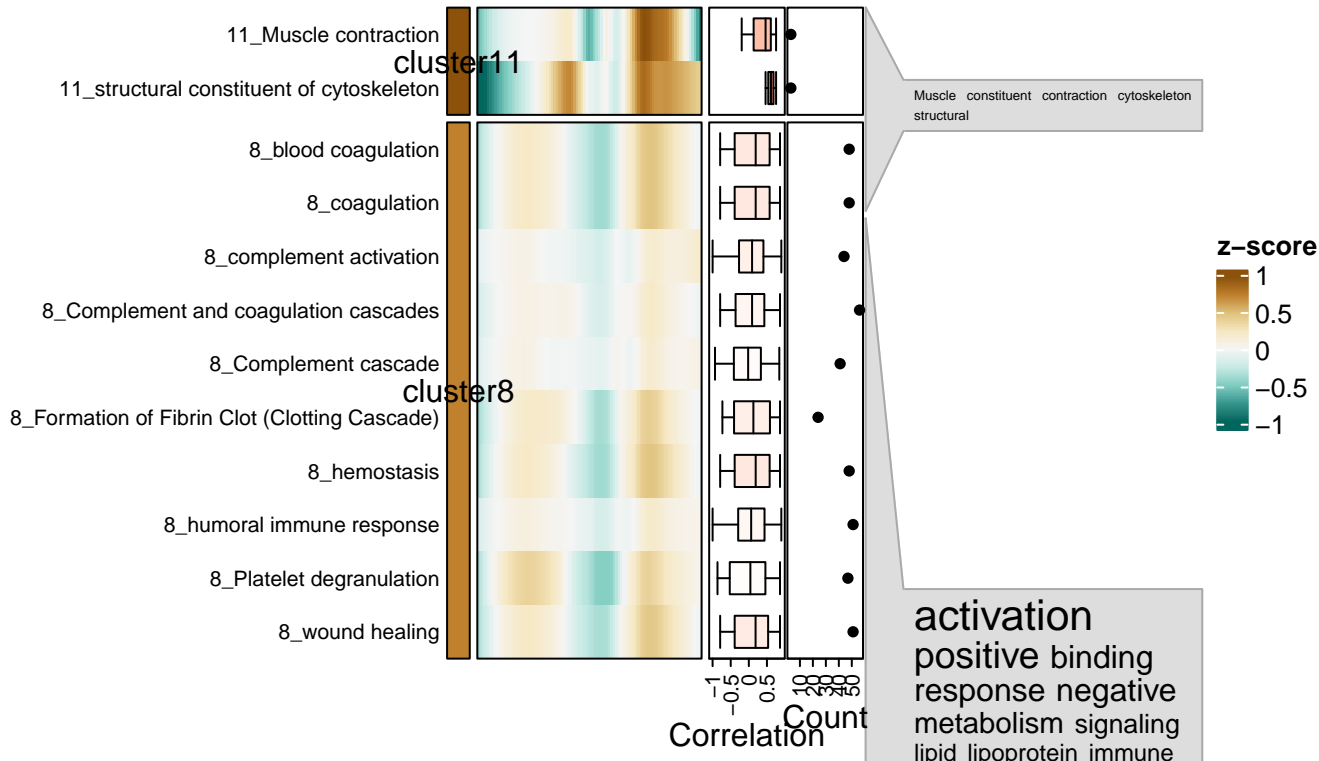 11_Muscle contraction
cluster11
11_structural constituent of cytoskeleton
8_blood coagulation
8_coagulation
8_complement activation
8_Complement and coagulation cascades
8_Complement cascade
cluster8
8_Formation of Fibrin Clot (Clotting Cascade)
8_hemostasis
8_humoral immune response
8_Platelet degranulation
8_wound healing
−1
−0.5
0
0.5
Correlation
10
20
30
40
50
Count
Muscle constituent contraction cytoskeleton
structural
activation
positive binding
response negative
metabolism signaling
lipid lipoprotein immune
z−score
1
0.5
0
−0.5
−1